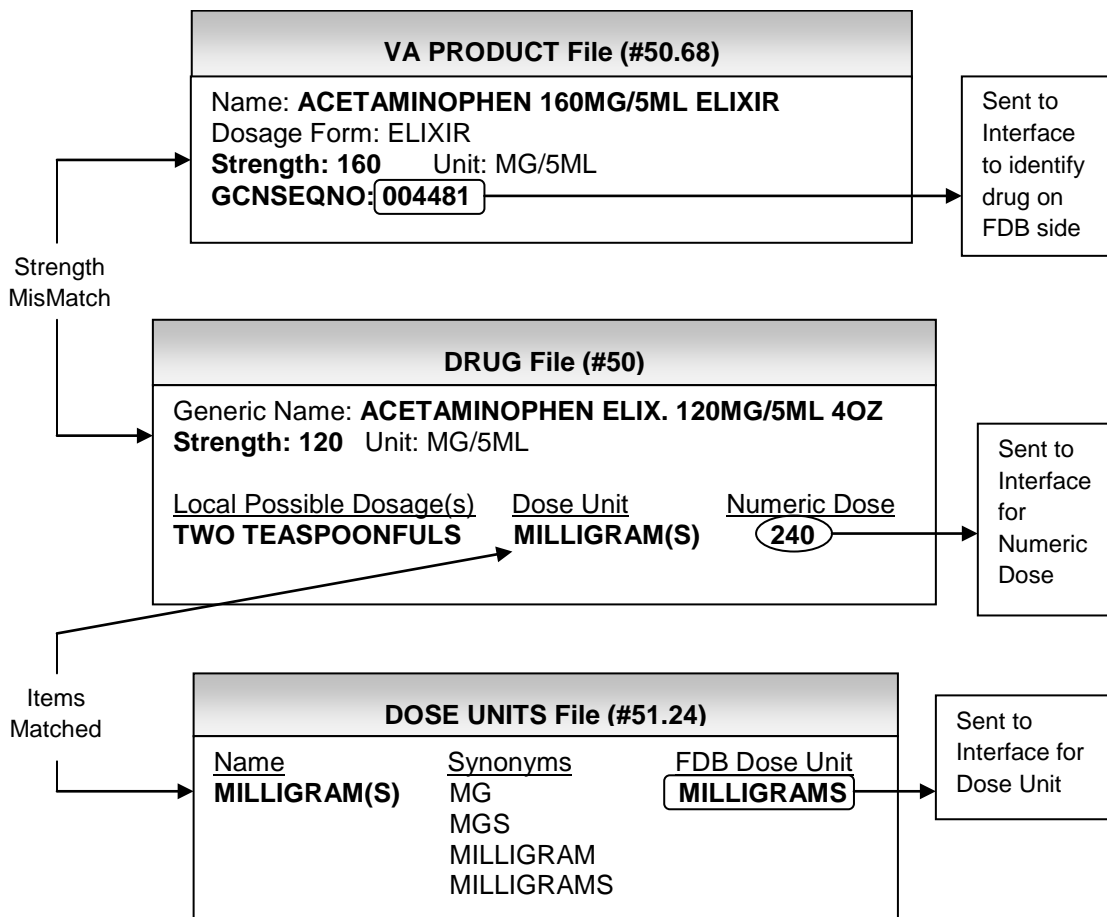 VA PRODUCT File (#50.68)
Name: ACETAMINOPHEN 160MG/5ML ELIXIR
Dosage Form: ELIXIR
Strength: 160 Unit: MG/5ML
GCNSEQNO: 004481
Sent to
Interface
to identify
drug on
FDB side
Strength
MisMatch
DRUG File (#50)
Generic Name: ACETAMINOPHEN ELIX. 120MG/5ML 4OZ
Strength: 120 Unit: MG/5ML
Local Possible Dosage(s) Dose Unit Numeric Dose
TWO TEASPOONFULS MILLIGRAM(S) 240
Sent to
Interface
for
Numeric
Dose
Items
Matched
DOSE UNITS File (#51.24)
Name Synonyms FDB Dose Unit
MILLIGRAM(S) MG MILLIGRAMS
MGS
MILLIGRAM
MILLIGRAMS
Sent to
Interface for
Dose Unit